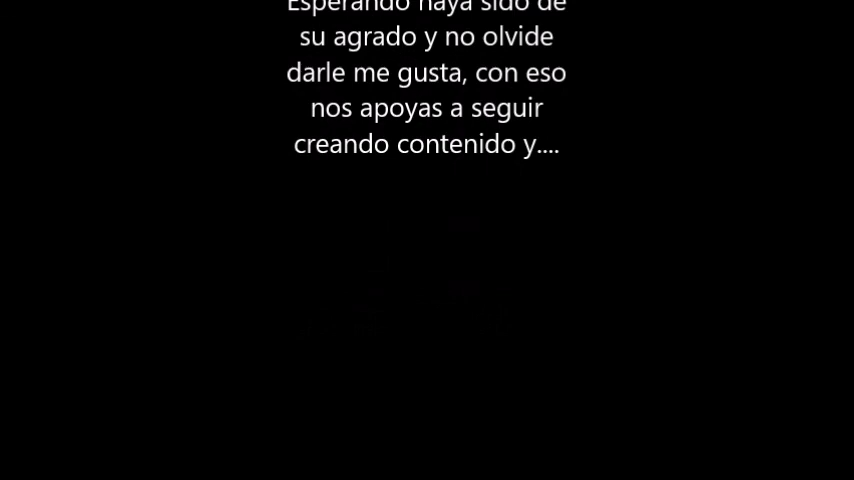 Esperando haya sido de
su agrado y no olvide
darle me gusta, con eso
nos apoyas a seguir
creando contenido y....